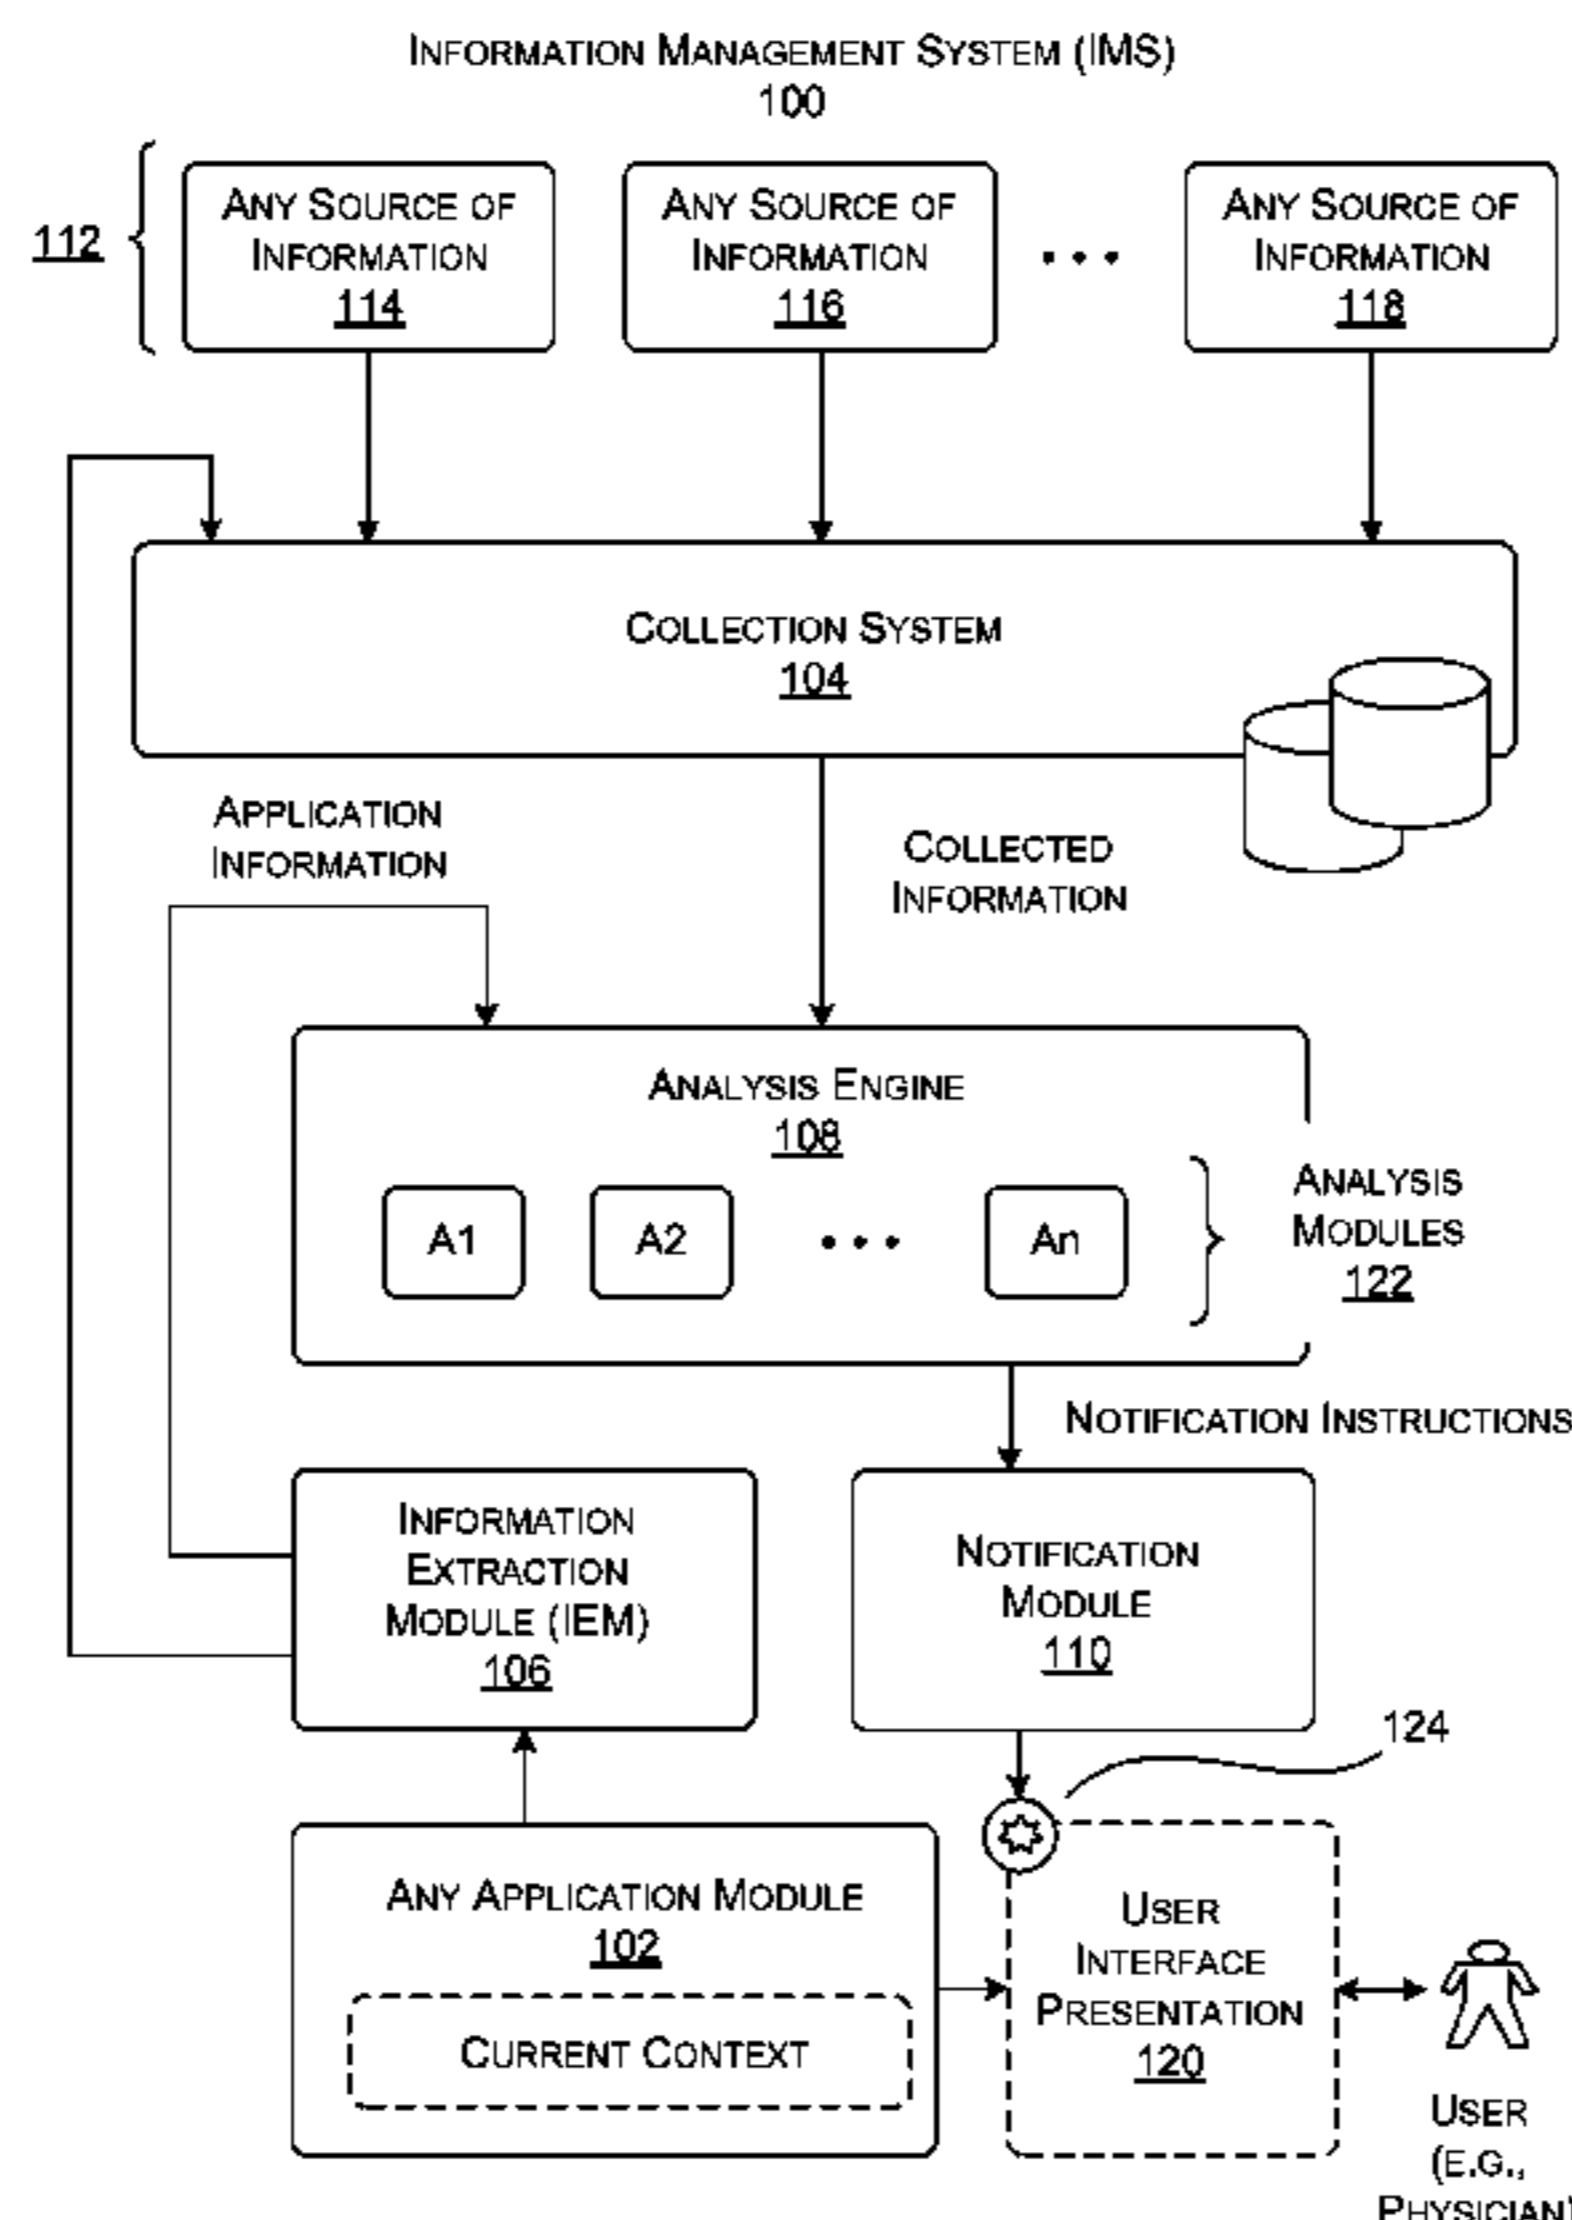 INFORMATION MANAGEMENT SYSTEM (IMS)
100
112
ANY SOURCE OF
INFORMATION
114
ANY SOURCE OF
INFORMATION
116
• • •
ANY SOURCE OF
INFORMATION
118
COLLECTION SYSTEM
104
APPLICATION
INFORMATION
COLLECTED
INFORMATION
ANALYSIS ENGINE
108
A1
A2
• • •
An
ANALYSIS
MODULES
122
NOTIFICATION INSTRUCTIONS
INFORMATION
EXTRACTION
MODULE (IEM)
106
NOTIFICATION
MODULE
110
124
ANY APPLICATION MODULE
102
CURRENT CONTEXT
USER
INTERFACE
PRESENTATION
120
USER
(E.G.,
PHYSICIAN)